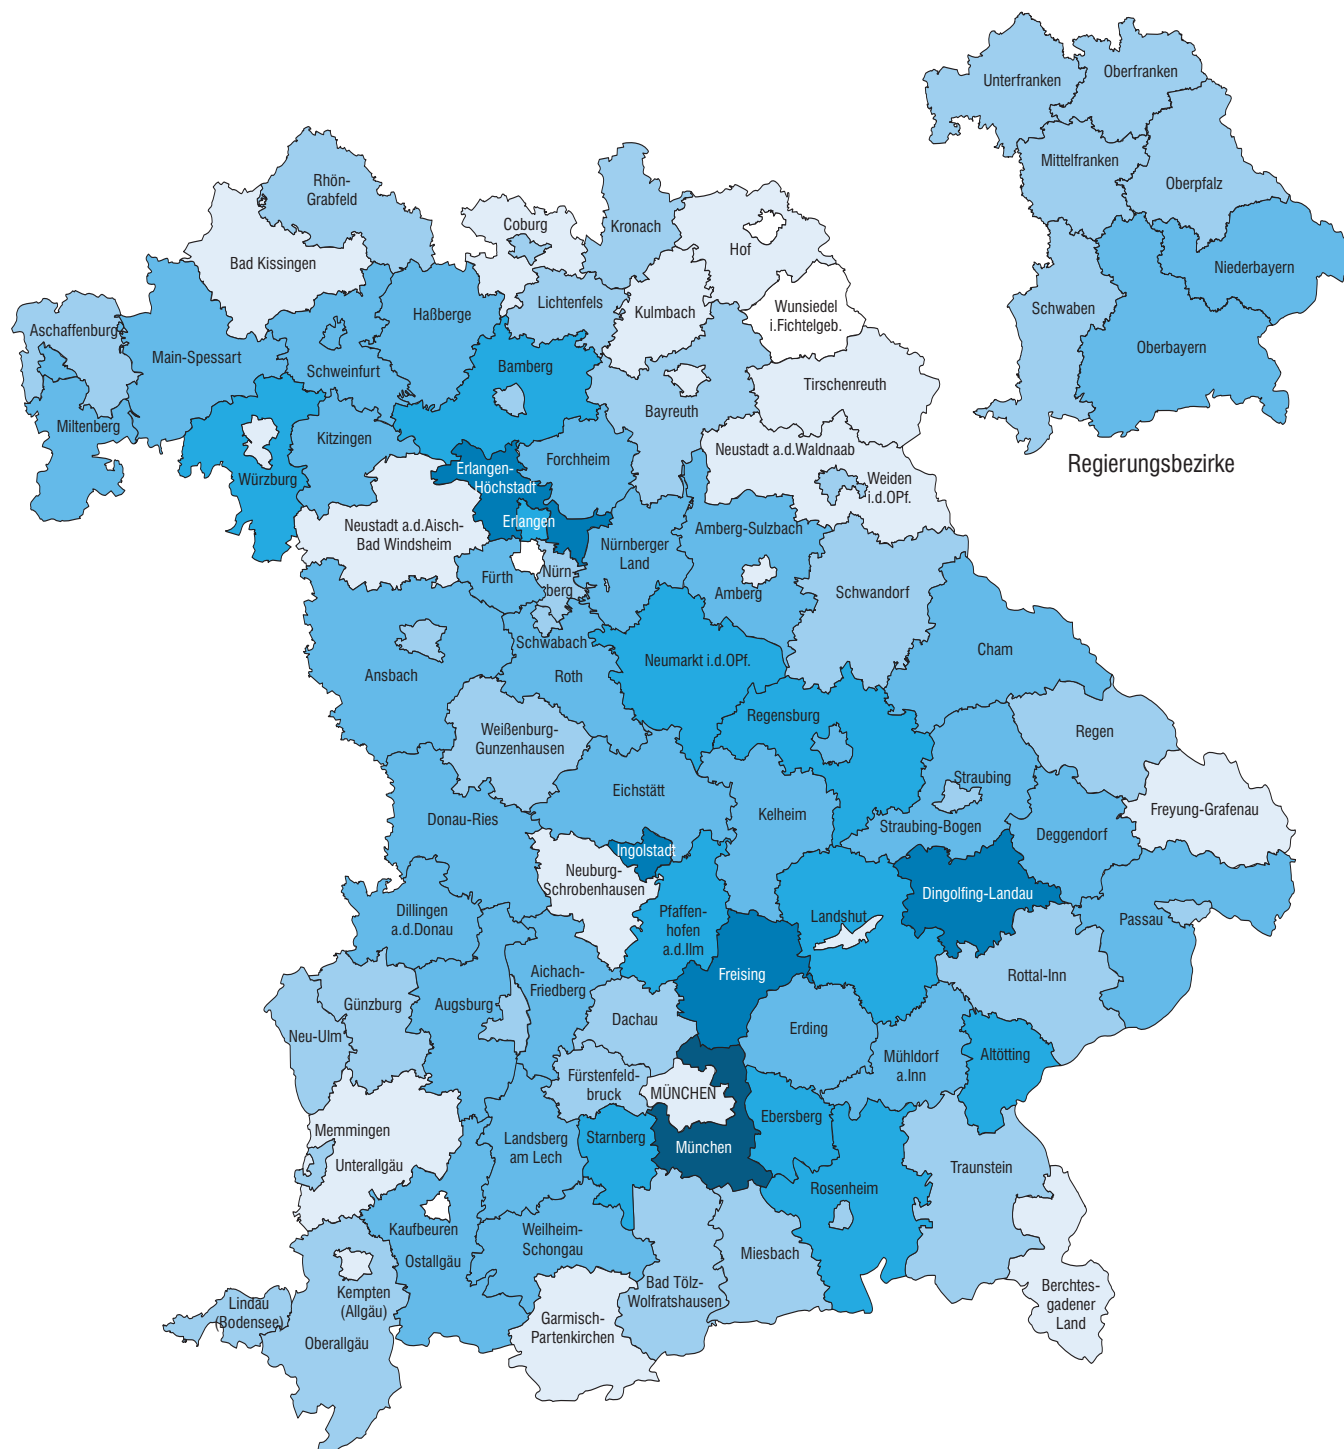 Unterfranken
Oberfranken
Mittelfranken
Oberpfalz
Niederbayern
Schwaben
Oberbayern
Regierungsbezirke
Rhön-
Grabfeld
Coburg
Kronach
Hof
Bad Kissingen
Lichtenfels
Kulmbach
Wunsiedel
i.Fichtelgeb.
Aschaffenburg
Main-Spessart
Haßberge
Schweinfurt
Bamberg
Tirschenreuth
Bayreuth
Miltenberg
Kitzingen
Würzburg
Forchheim
Erlangen-
Höchstadt
Neustadt a.d.Waldnaab
Weiden
i.d.OPf.
Neustadt a.d.Aisch-
Bad Windsheim
Erlangen
Nürnberger
Land
Amberg-Sulzbach
Fürth
Nürn-
berg
Amberg
Schwandorf
Schwabach
Ansbach
Roth
Neumarkt i.d.OPf.
Cham
Weißenburg-
Gunzenhausen
Regensburg
Regen
Eichstätt
Straubing
Kelheim
Donau-Ries
Straubing-Bogen
Deggendorf
Freyung-Grafenau
Ingolstadt
Neuburg-
Schrobenhausen
Dingolfing-Landau
Dillingen
a.d.Donau
Pfaffen-
hofen
a.d.Ilm
Landshut
Passau
Freising
Rottal-Inn
Aichach-
Friedberg
Günzburg
Augsburg
Neu-Ulm
Dachau
Erding
Mühldorf
a.Inn
Altötting
Fürstenfeld-
bruck
MÜNCHEN
Ebersberg
Memmingen
Unterallgäu
Landsberg
am Lech
Starnberg
München
Traunstein
Rosenheim
Kaufbeuren
Ostallgäu
Weilheim-
Schongau
Miesbach
Bad Tölz-
Wolfratshausen
Berchtes-
gadener
Land
Kempten
(Allgäu)
Lindau
(Bodensee)
Oberallgäu
Garmisch-
Partenkirchen